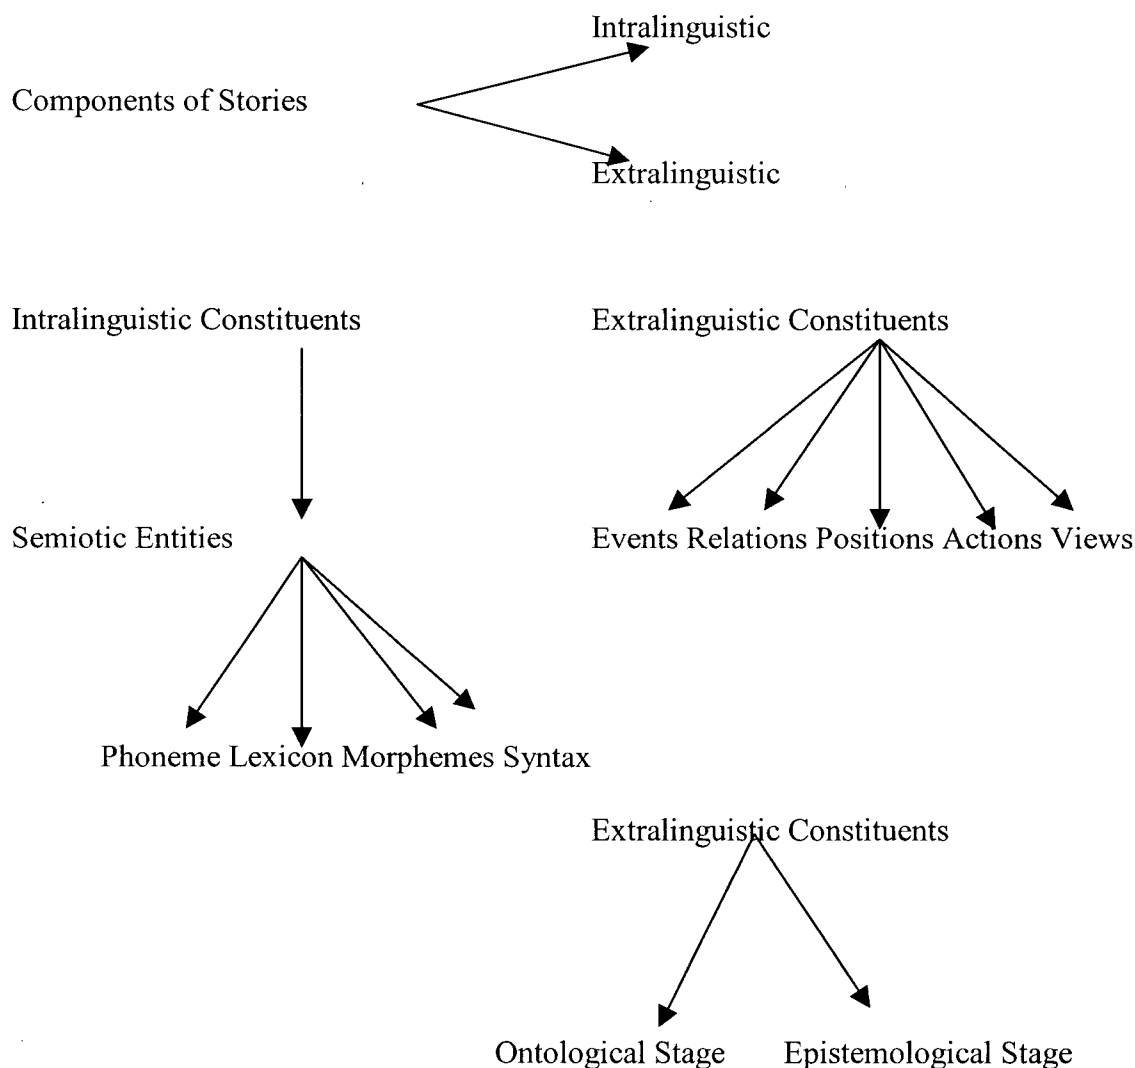 Intralinguistic
Components of Stories
Extralinguistic
Intralinguistic Constituents
Extralinguistic Constituents
Semiotic Entities
Events Relations Positions Actions Views
Phoneme Lexicon Morphemes Syntax
Extralinguistic Constituents
Ontological Stage
Epistemological Stage